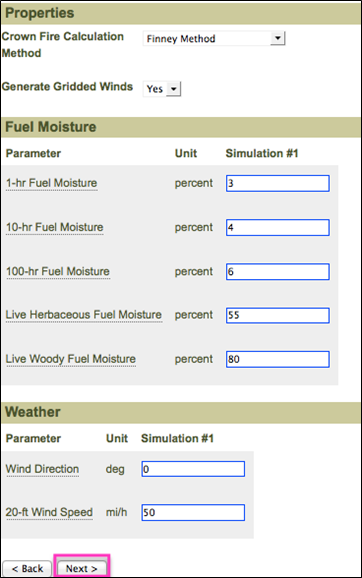 Properties
Crown Fire Calculation Method Finney Method
Generate Gridded Winds Yes
Fuel Moisture
Parameter Unit Simulation #1
1-hr Fuel Moisture percent 3
10-hr Fuel Moisture percent 4
100-hr Fuel Moisture percent 6
Live Herbaceous Fuel Moisture percent 55
Live Woody Fuel Moisture percent 80
Weather
Parameter Unit Simulation #1
Wind Direction deg 0
20-ft Wind Speed mi/h 50
< Back Next >